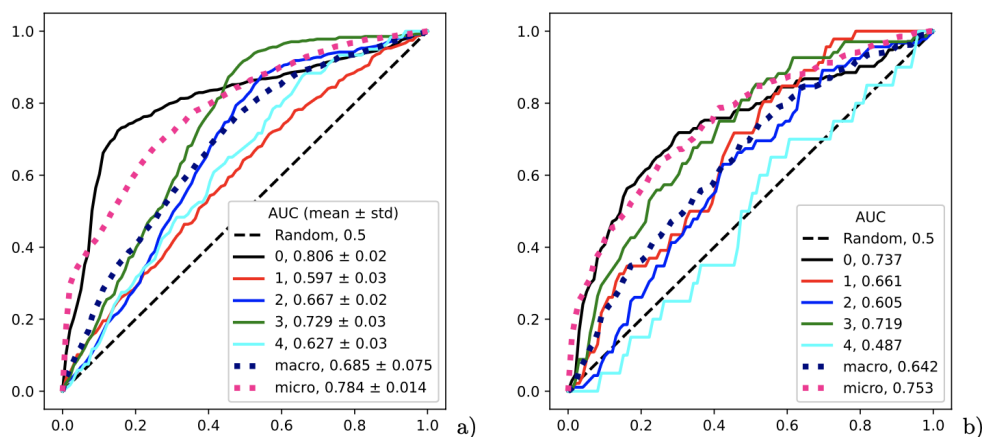 1.0
0.8
0.6
0.4
0.2
0.0
0.0 0.2 0.4 0.6 0.8 1.0
AUC (mean ± std)
Random, 0.5
0, 0.806 ± 0.02
1, 0.597 ± 0.03
2, 0.667 ± 0.02
3, 0.729 ± 0.03
4, 0.627 ± 0.03
macro, 0.685 ± 0.075
micro, 0.784 ± 0.014
a)
1.0
0.8
0.6
0.4
0.2
0.0
0.0 0.2 0.4 0.6 0.8 1.0
AUC
Random, 0.5
0, 0.737
1, 0.661
2, 0.605
3, 0.719
4, 0.487
macro, 0.642
micro, 0.753
b)